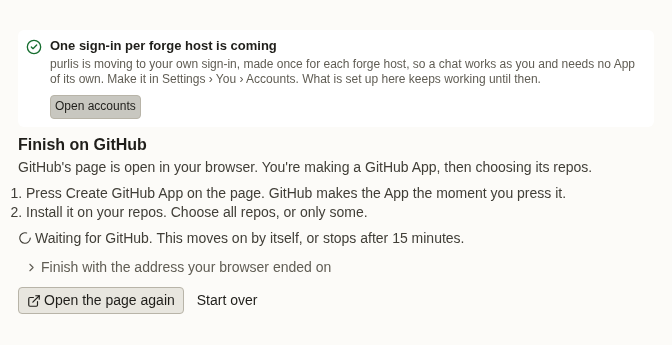 One sign-in per forge host is coming
purlis is moving to your own sign-in, made once for each forge host, so a chat works as you and needs no App
of its own. Make it in Settings › You › Accounts. What is set up here keeps working until then.
Open accounts
Finish on GitHub
GitHub's page is open in your browser. You're making a GitHub App, then choosing its repos.
1. Press Create GitHub App on the page. GitHub makes the App the moment you press it.
2. Install it on your repos. Choose all repos, or only some.
Waiting for GitHub. This moves on by itself, or stops after 15 minutes.
Finish with the address your browser ended on
Open the page again
Start over